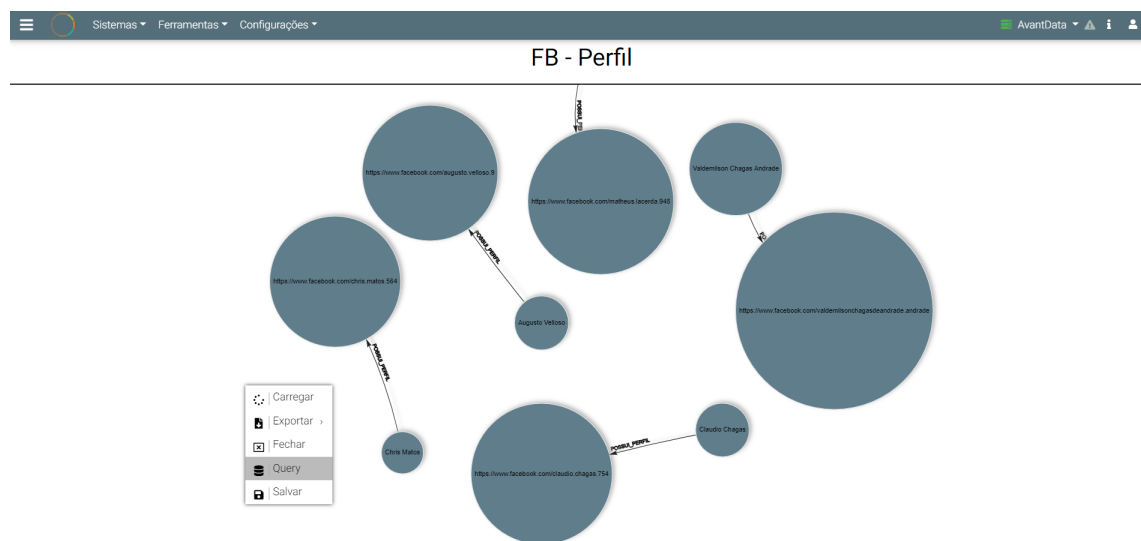 Sistemas Ferramentas Configurações AvantData
FB - Perfil
POSSUI_PE
https://www.facebook.com/augusto.velloso.9
https://www.facebook.com/matheus.lacerda.948
Valdemilson Chagas Andrade
PO
POSSUI_PERFIL
https://www.facebook.com/chris.matos.564
https://www.facebook.com/valdemilsonchagasdeandrade.andrade
Augusto Velloso
POSSUI_PERFIL
Carregar
Exportar
Fechar
Query
Salvar
Chris Matos
Claudio Chagas
POSSUI_PERFIL
https://www.facebook.com/claudio.chagas.754